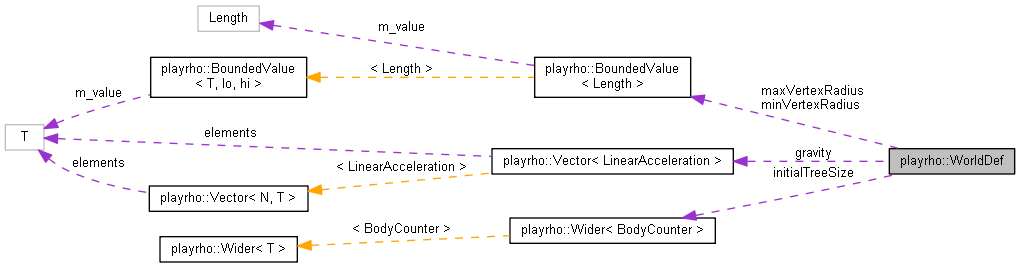 Length
m_value
playrho::BoundedValue
< T, lo, hi >
< Length >
playrho::BoundedValue
< Length >
m_value
maxVertexRadius
minVertexRadius
T
elements
elements
< LinearAcceleration >
playrho::Vector< LinearAcceleration >
gravity
playrho::WorldDef
initialTreeSize
playrho::Vector< N, T >
< BodyCounter >
playrho::Wider< BodyCounter >
playrho::Wider< T >